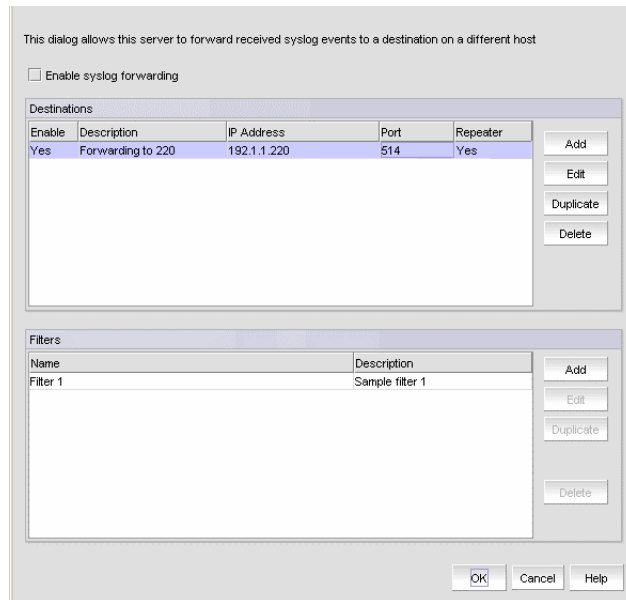 This dialog allows this server to forward received syslog events to a destination on a different host
Enable syslog forwarding
Destinations
Enable Description IP Address Port Repeater
Yes Forwarding to 220 192.1.1.220 514 Yes
Add
Edit
Duplicate
Delete
Filters
Name Description
Filter 1 Sample filter 1
Add
Edit
Duplicate
Delete
OK Cancel Help